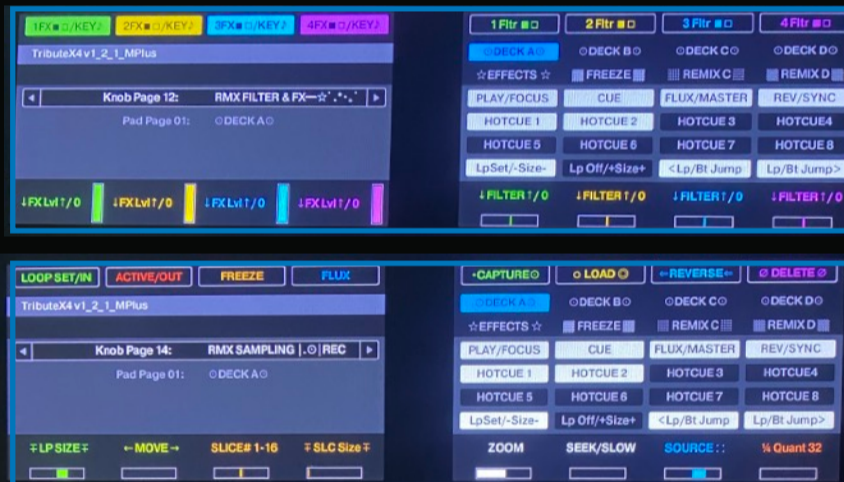 1FX■□/KEY♪ 2FX■□/KEY♪ 3FX■□/KEY♪ 4FX■□/KEY♪
TributeX4 v1_2_1_MPlus
◄ Knob Page 12: RMX FILTER & FX—☆ ►
Pad Page 01: ⊙DECK A⊙
↓FX Lvl↑/0 ↓FX Lvl↑/0 ↓FX Lvl↑/0 ↓FX Lvl↑/0
1 Fltr ■□ 2 Fltr ■□ 3 Fltr ■□ 4 Fltr ■□
⊙DECK A⊙ ⊙DECK B⊙ ⊙DECK C⊙ ⊙DECK D⊙
☆EFFECTS ☆ ▦FREEZE▦ ▦REMIX C▦ ▦REMIX D▦
PLAY/FOCUS CUE FLUX/MASTER REV/SYNC
HOTCUE 1 HOTCUE 2 HOTCUE 3 HOTCUE4
HOTCUE 5 HOTCUE 6 HOTCUE 7 HOTCUE 8
LpSet/-Size- Lp Off/+Size+ <Lp/Bt Jump Lp/Bt Jump>
↓FILTER↑/0 ↓FILTER↑/0 ↓FILTER↑/0 ↓FILTER↑/0
LOOP SET/IN ACTIVE/OUT FREEZE FLUX
TributeX4 v1_2_1_MPlus
◄ Knob Page 14: RMX SAMPLING |.⊙|REC ►
Pad Page 01: ⊙DECK A⊙
∓LP SIZE∓ ←MOVE→ SLICE# 1-16 ∓SLC Size∓
•CAPTURE⊙ o LOAD ◎ ←REVERSE← Ø DELETE Ø
⊙DECK A⊙ ⊙DECK B⊙ ⊙DECK C⊙ ⊙DECK D⊙
☆EFFECTS ☆ ▦FREEZE▦ ▦REMIX C▦ ▦REMIX D▦
PLAY/FOCUS CUE FLUX/MASTER REV/SYNC
HOTCUE 1 HOTCUE 2 HOTCUE 3 HOTCUE4
HOTCUE 5 HOTCUE 6 HOTCUE 7 HOTCUE 8
LpSet/-Size- Lp Off/+Size+ <Lp/Bt Jump Lp/Bt Jump>
ZOOM SEEK/SLOW SOURCE:: ¼ Quant 32